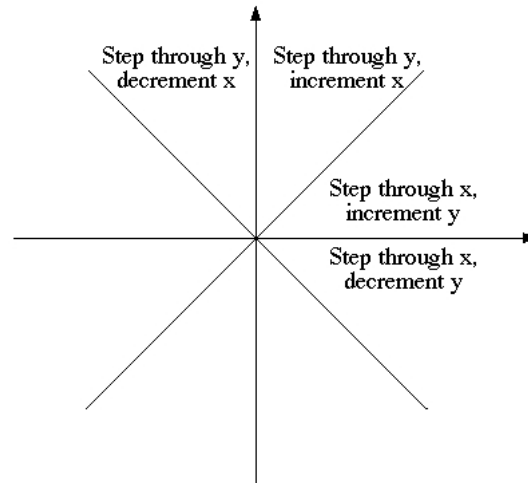 Step through y,
decrement x
Step through y,
increment x
Step through x,
increment y
Step through x,
decrement y